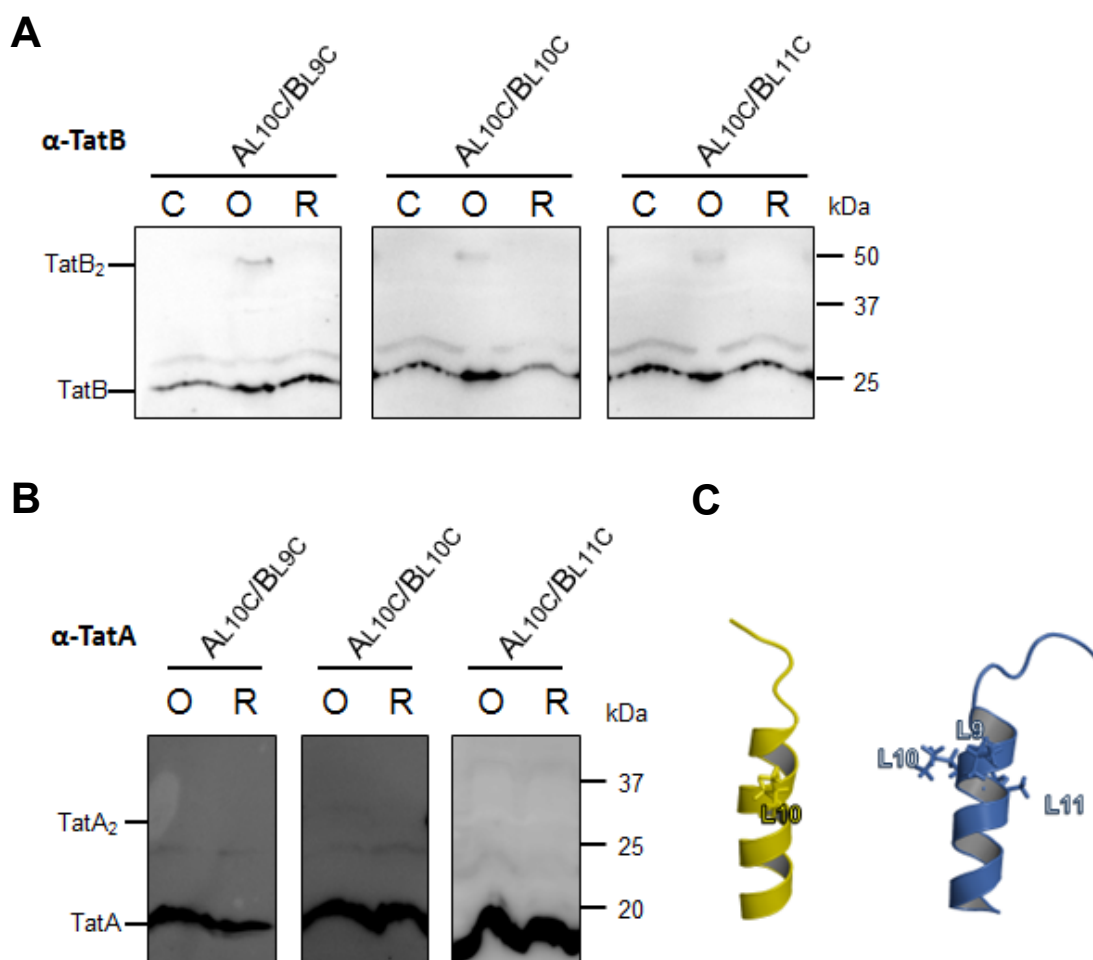 A
AL10C/BL9C AL10C/BL10C AL10C/BL11C
α-TatB
C O R C O R C O R kDa
TatB2 50
37
TatB 25
B
C
AL10C/BL9C AL10C/BL10C AL10C/BL11C
α-TatA
O R O R O R kDa
37
TatA2
25
20
TatA
L10
L9
L10
L11